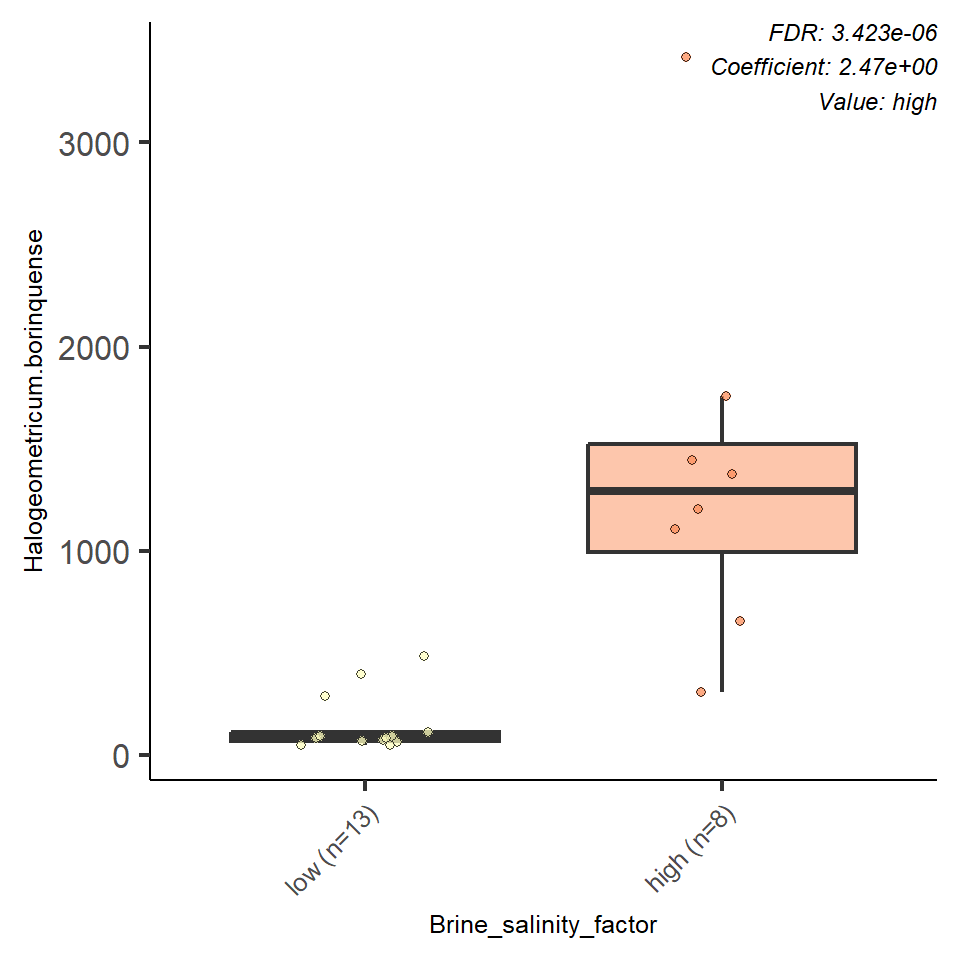 FDR: 3.423e-06
Coefficient: 2.47e+00
Value: high
3000
2000
1000
0
Halogeometricum.borinquense
low (n=13)
high (n=8)
Brine_salinity_factor